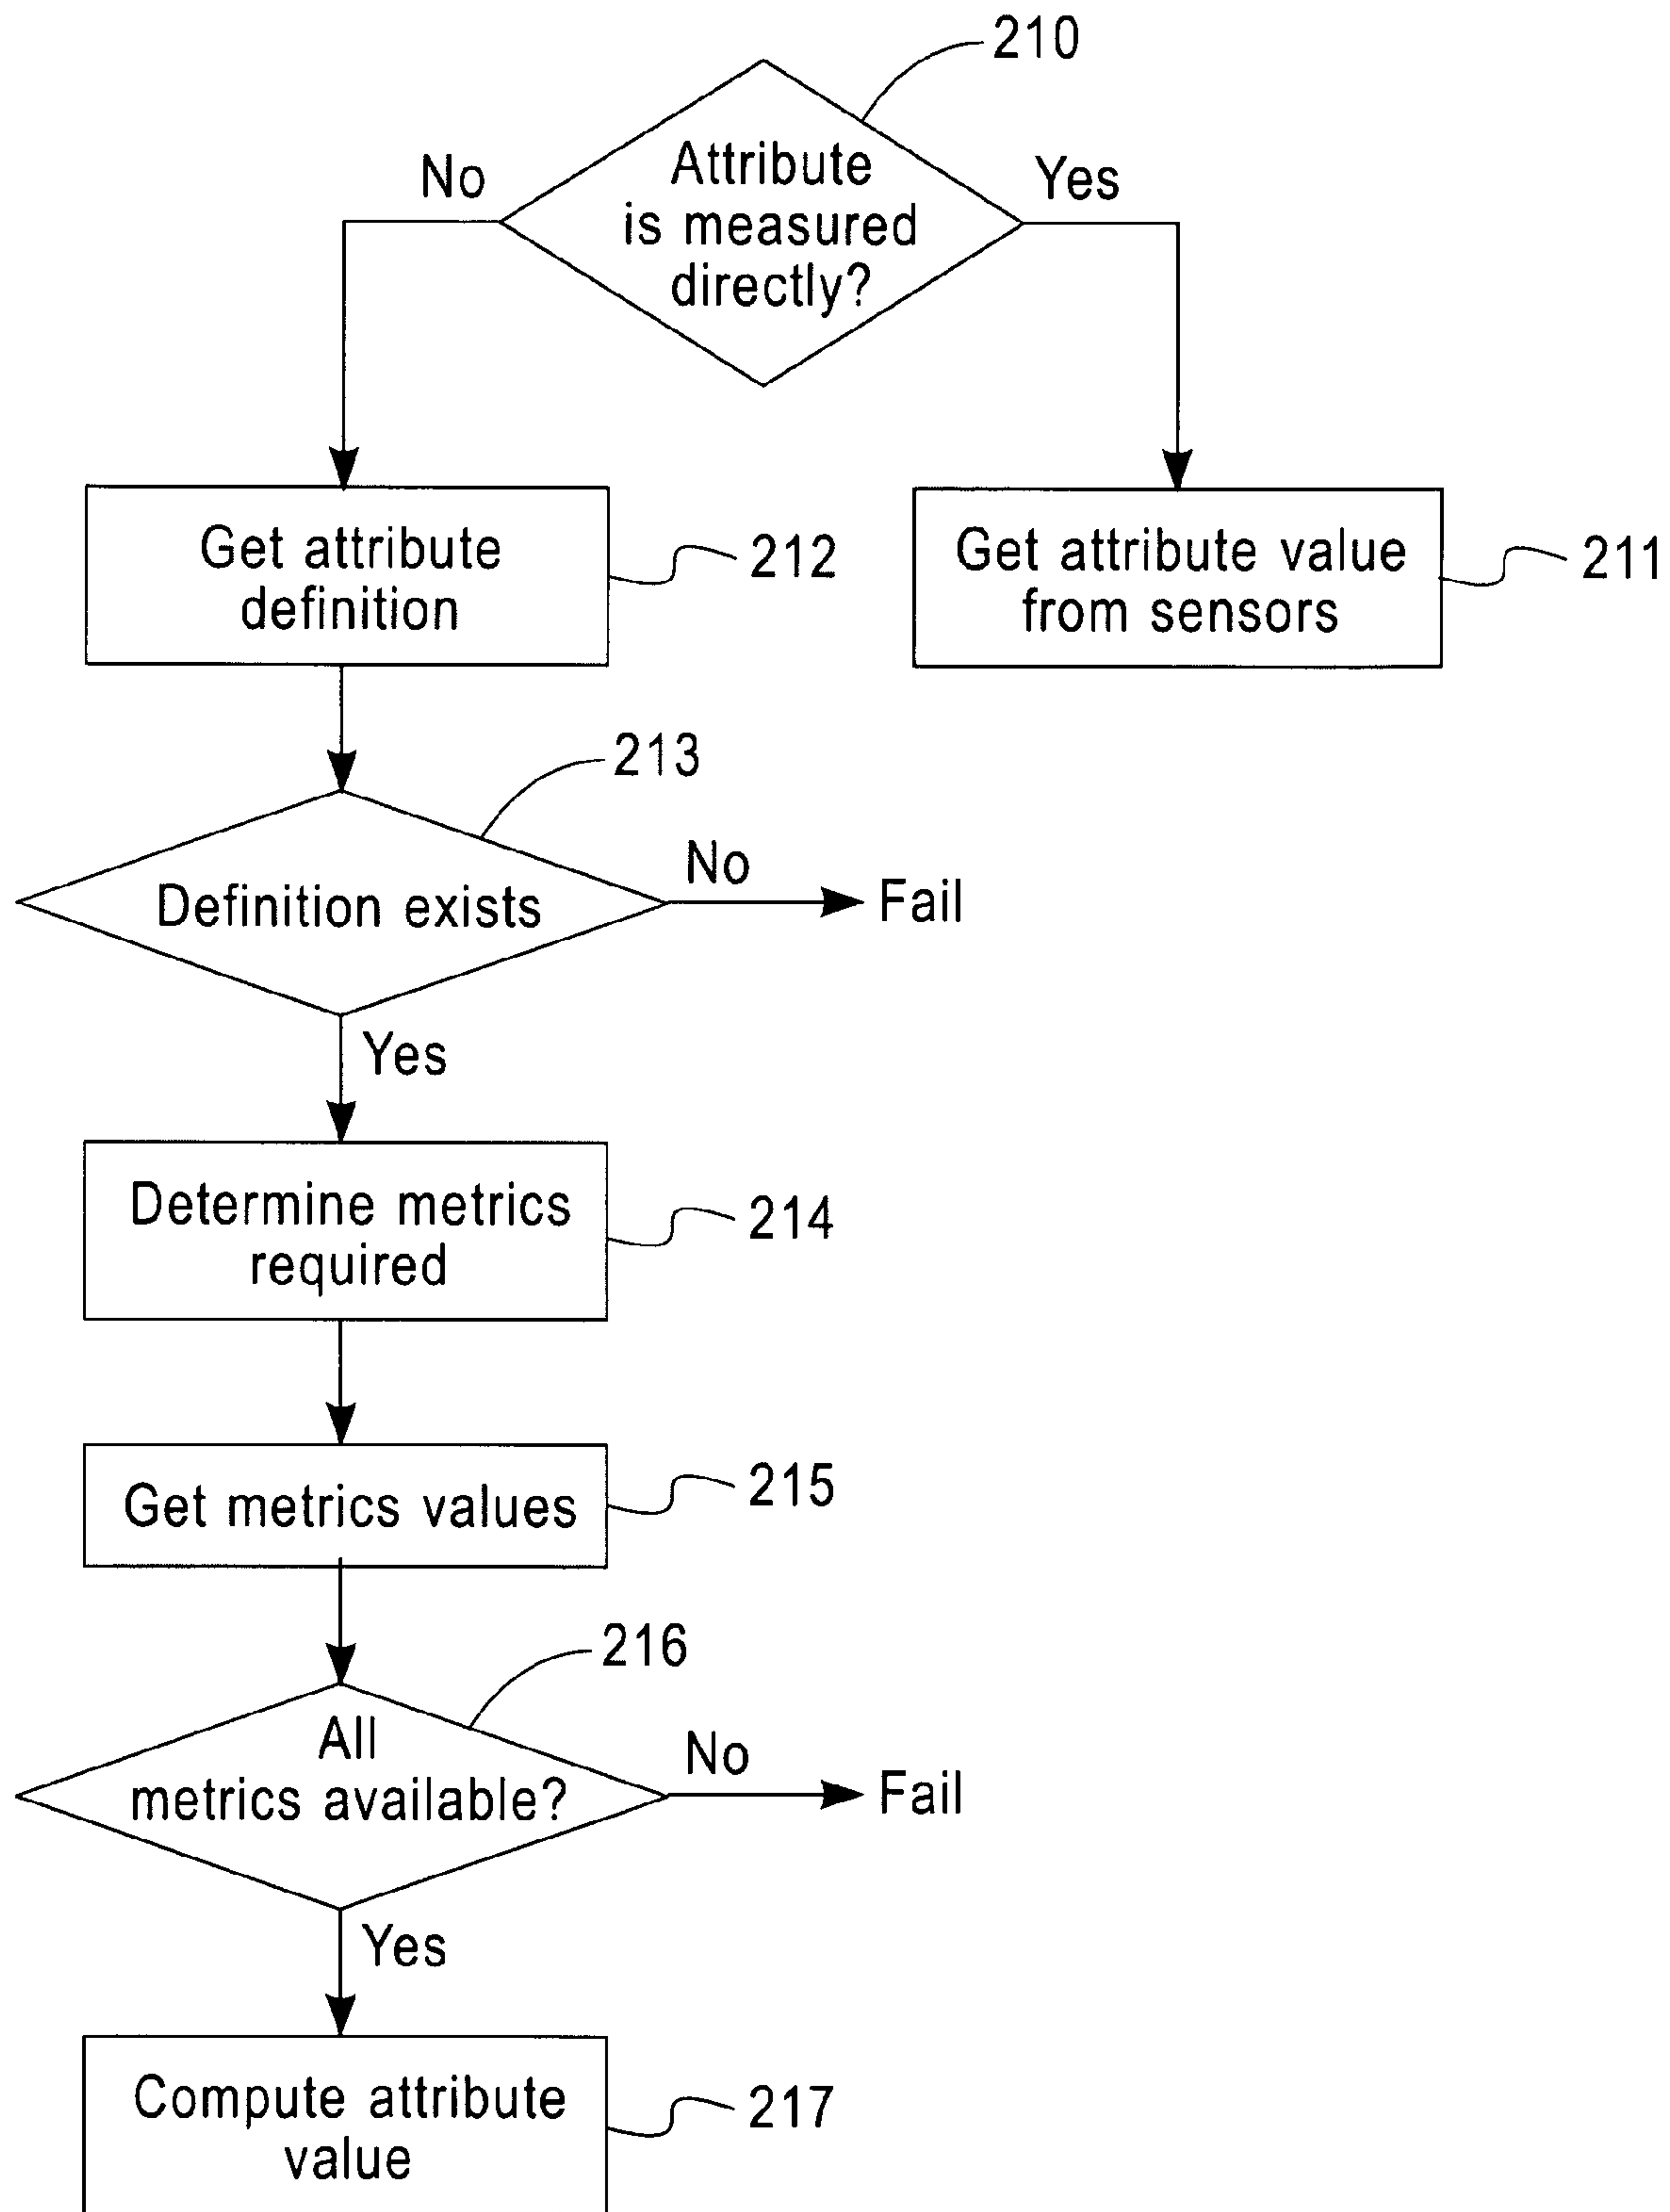 210
No
Attribute
is measured
directly?
Yes
Get attribute
definition
212
Get attribute value
from sensors
211
213
Definition exists
No
Fail
Yes
Determine metrics
required
214
Get metrics values
215
216
All
metrics available?
No
Fail
Yes
Compute attribute
value
217